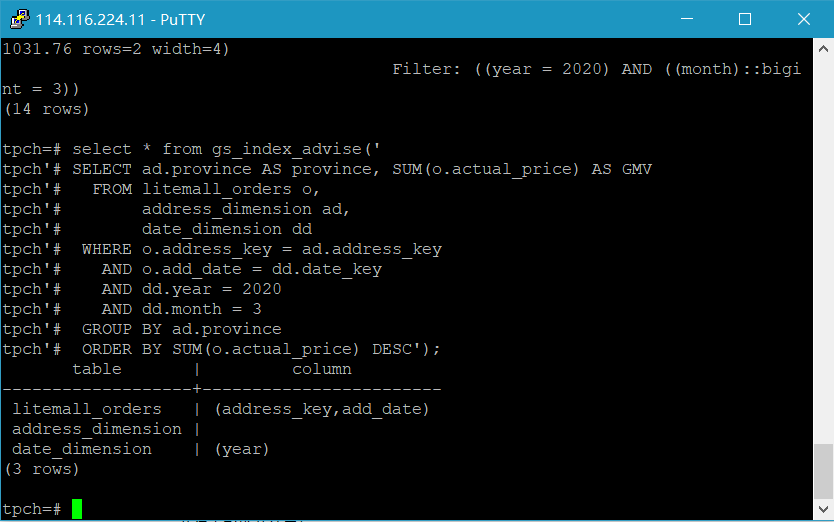 114.116.224.11 - PuTTY
1031.76 rows=2 width=4)
Filter: ((year = 2020) AND ((month)::bigi
nt = 3))
(14 rows)
tpch=# select * from gs_index_advise('
tpch'# SELECT ad.province AS province, SUM(o.actual_price) AS GMV
tpch'#   FROM litemall_orders o,
tpch'#        address_dimension ad,
tpch'#        date_dimension dd
tpch'#  WHERE o.address_key = ad.address_key
tpch'#    AND o.add_date = dd.date_key
tpch'#    AND dd.year = 2020
tpch'#    AND dd.month = 3
tpch'#  GROUP BY ad.province
tpch'#  ORDER BY SUM(o.actual_price) DESC');
       table       |         column
-------------------+------------------------
 litemall_orders   | (address_key,add_date)
 address_dimension |
 date_dimension    | (year)
(3 rows)
tpch=#